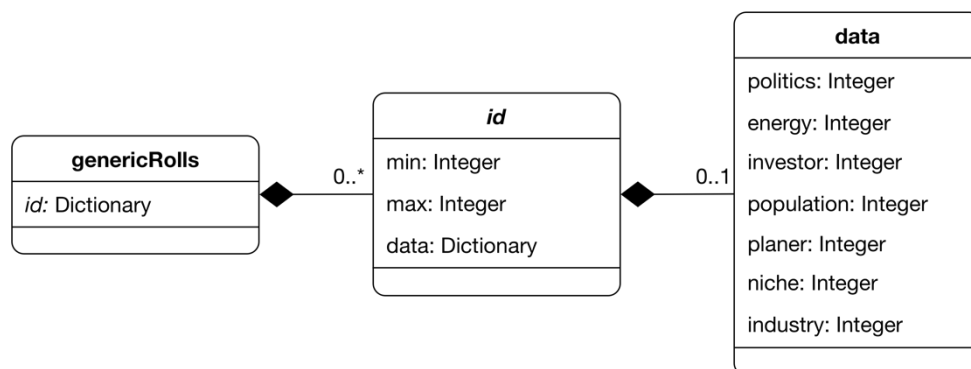 genericRolls
id: Dictionary
0..*
id
min: Integer
max: Integer
data: Dictionary
0..1
data
politics: Integer
energy: Integer
investor: Integer
population: Integer
planer: Integer
niche: Integer
industry: Integer